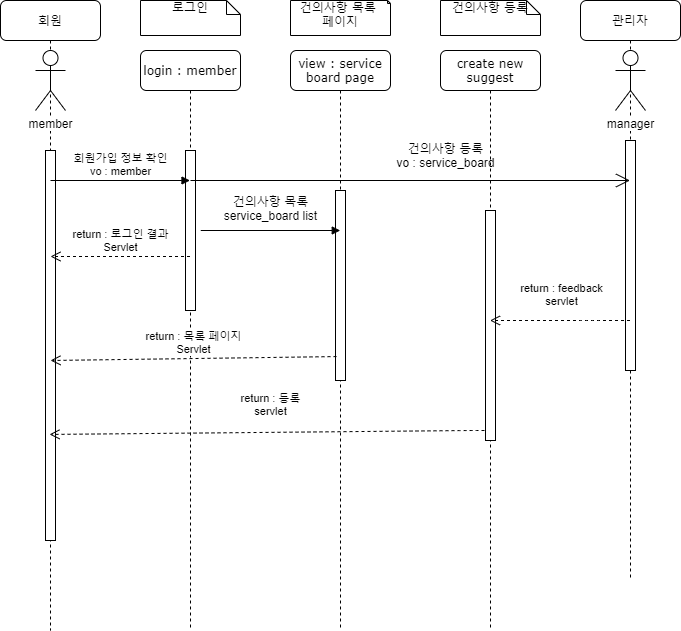 회원
로그인
건의사항 목록
페이지
건의사항 등록
관리자
login : member
view : service
board page
create new
suggest
member
manager
회원가입 정보 확인
vo : member
건의사항 등록
vo : service_board
건의사항 목록
service_board list
return : 로그인 결과
Servlet
return : feedback
servlet
return : 목록 페이지
Servlet
return : 등록
servlet